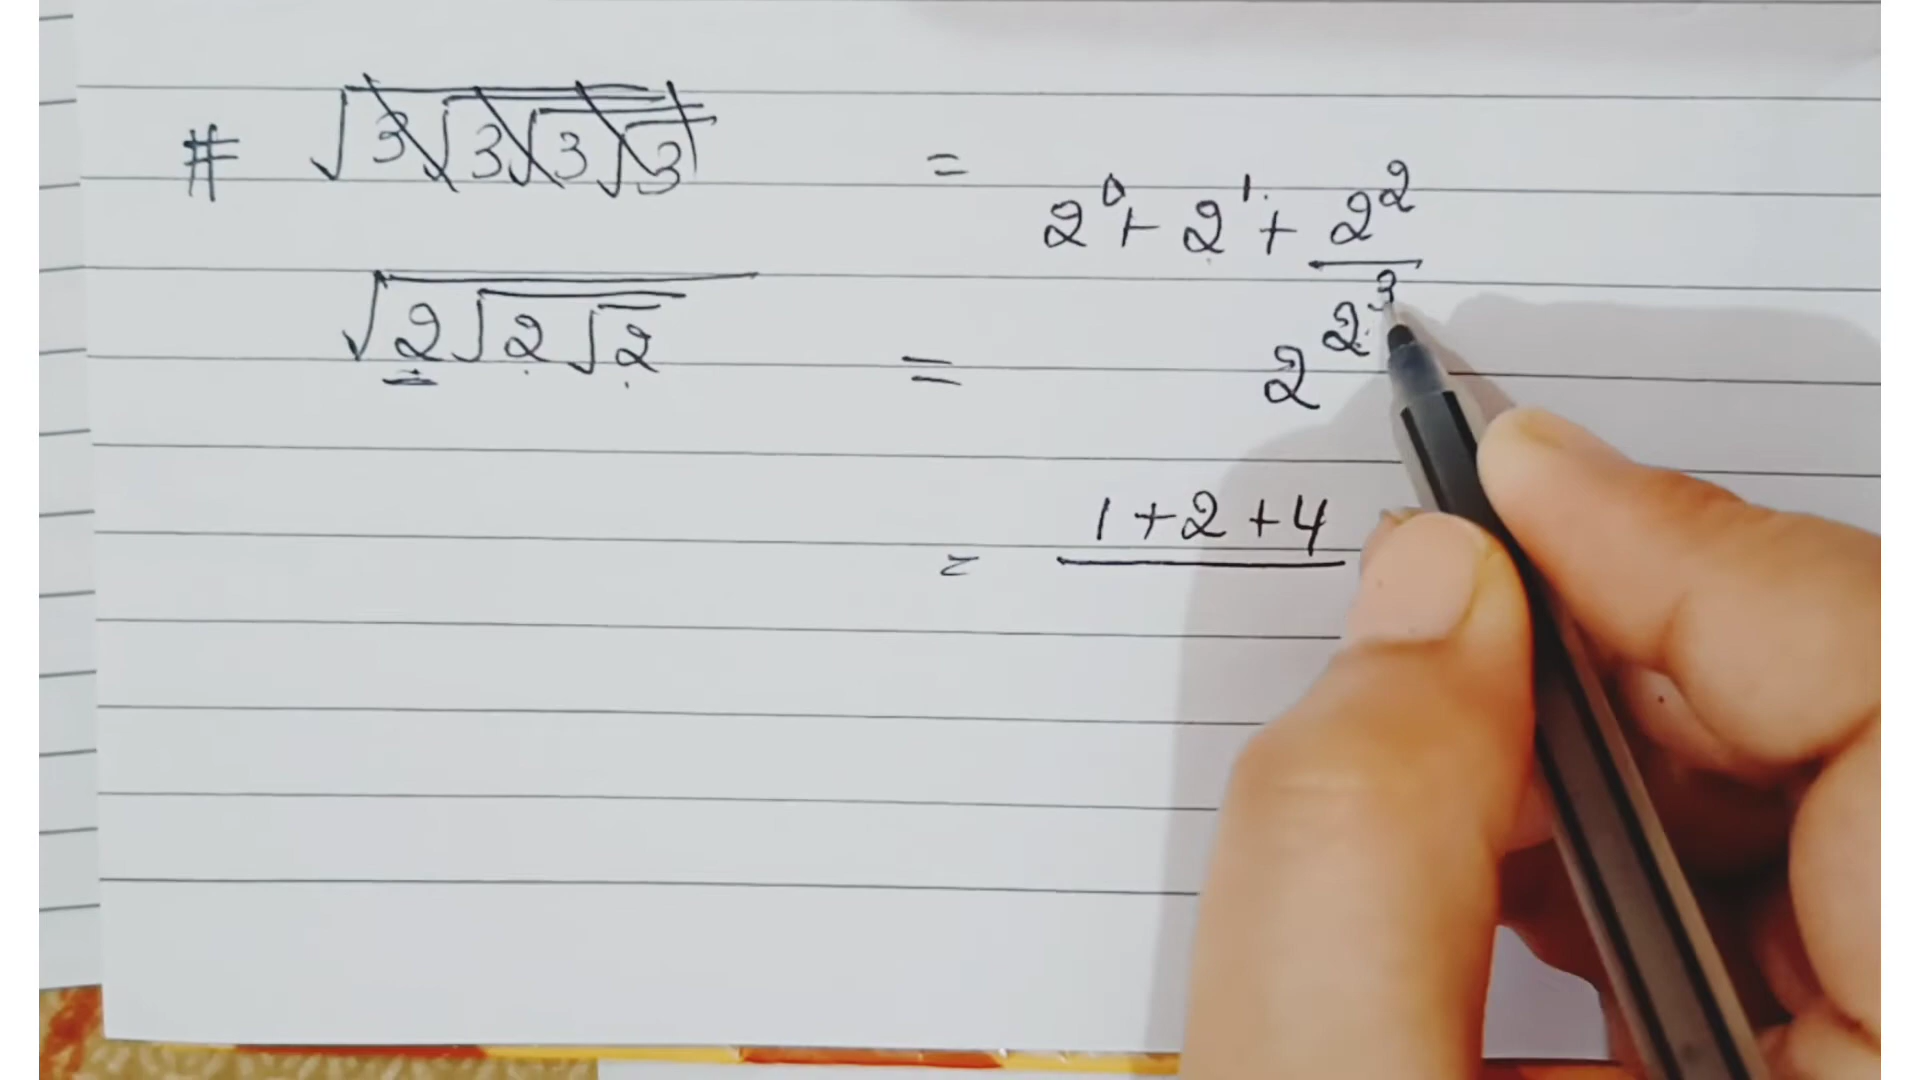 # √3√3√3√3 =
2⁰ + 2¹ + 2²
√2√2√2 = 2 2³
= 1 + 2 + 4